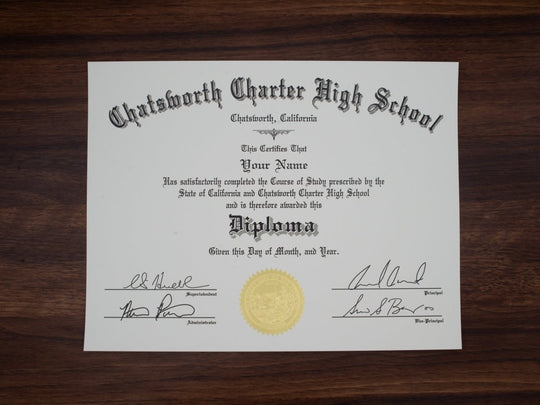 Chatsworth Charter High School
Chatsworth, California
This Certifies That
Your Name
Has satisfactorily completed the Course of Study prescribed by the
State of California and Chatsworth Charter High School
and is therefore awarded this
Diploma
Given this Day of Month, and Year.
Superintendent
Principal
Administrator
Vice-Principal